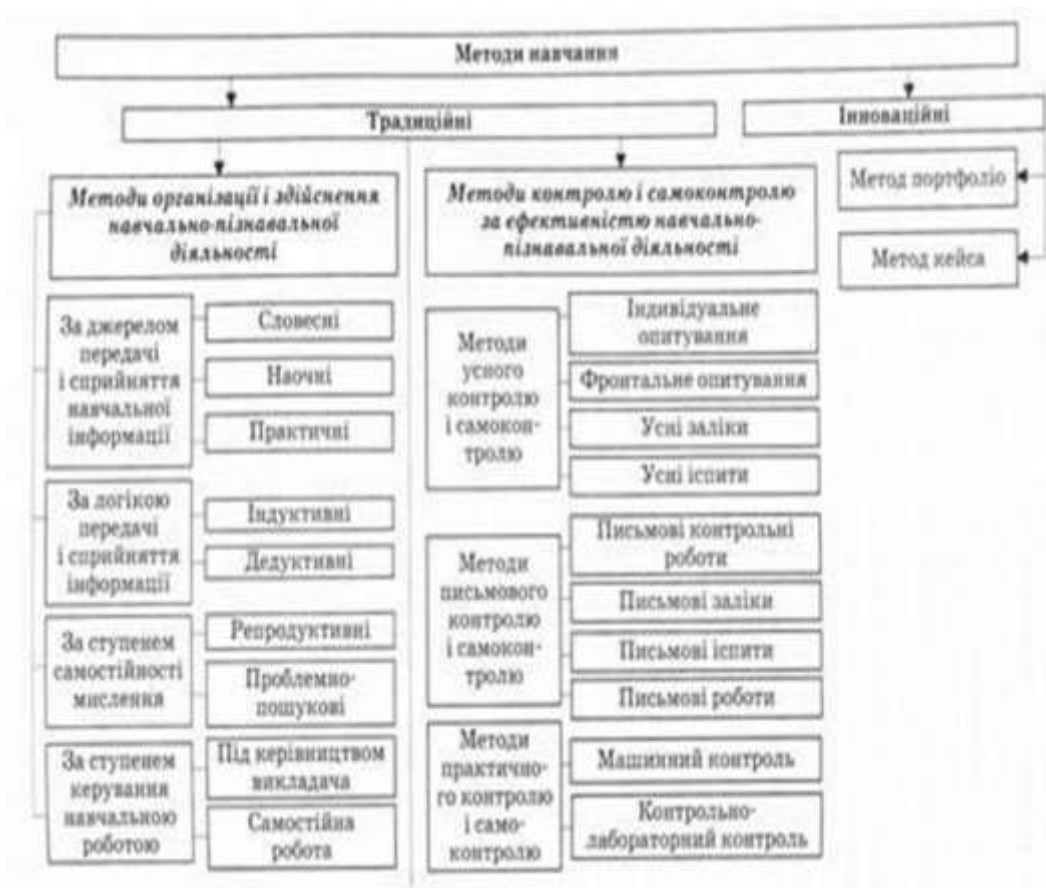 Методи навчання
Традиційні
Інноваційні
Методи організації і здійснення
навчально-пізнавальної
діяльності
За джерелом
передачі
і сприйняття
навчальної
інформації
Словесні
Наочні
Практичні
За логікою
передачі
і сприйняття
інформації
Індуктивні
Дедуктивні
За ступенем
самостійності
мислення
Репродуктивні
Проблемно-
пошукові
За ступенем
керування
навчальною
роботою
Під керівництвом
викладача
Самостійна
робота
Методи контролю і самоконтролю
за ефективністю навчально-
пізнавальної діяльності
Методи
усного
контролю
і самокон-
тролю
Індивідуальне
опитування
Фронтальне опитування
Усні заліки
Усні іспити
Методи
письмового
контролю
і самокон-
тролю
Письмові контрольні
роботи
Письмові заліки
Письмові іспити
Письмові роботи
Методи
практично-
го контролю
і само-
контролю
Машинний контроль
Контрольно-
лабораторний контроль
Метод портфоліо
Метод кейса